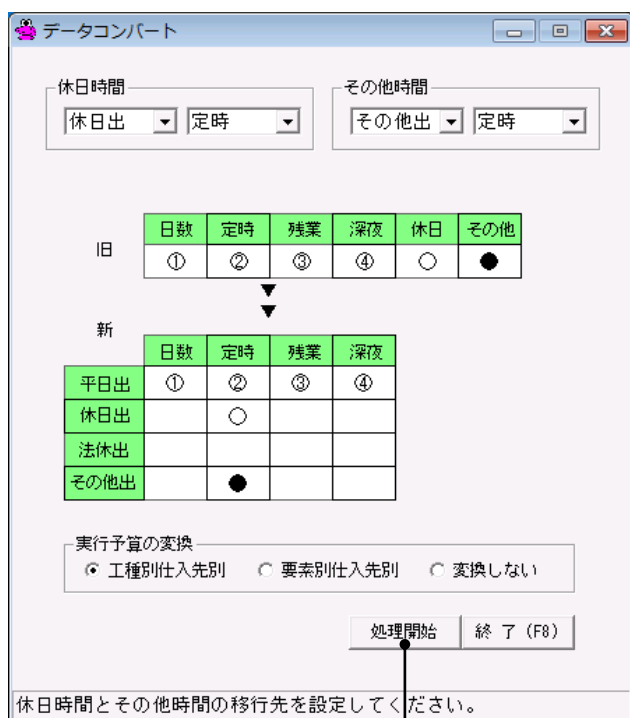 データコンバート
休日時間 その他時間
休日出 定時 その他出 定時
日数 定時 残業 深夜 休日 その他
旧 ① ② ③ ④ ○ ●
▼
▼
新
日数 定時 残業 深夜
平日出 ① ② ③ ④
休日出 ○
法休出
その他出 ●
実行予算の変換
工種別仕入先別 要素別仕入先別 変換しない
処理開始 終 了 (F8)
休日時間とその他時間の移行先を設定してください。